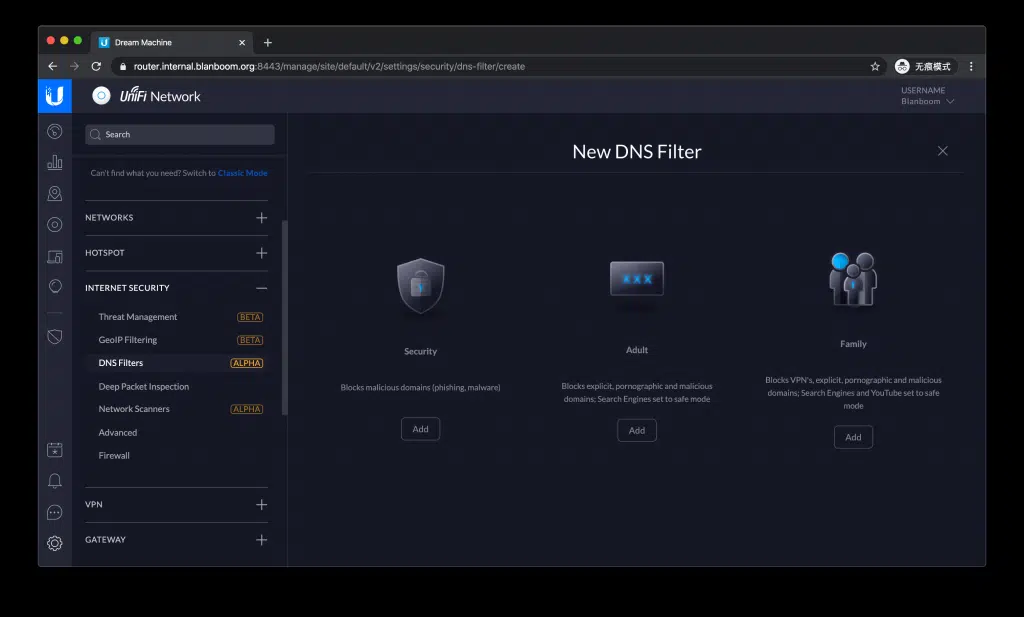 Dream Machine
router.internal.blanboom.org:8443/manage/site/default/v2/settings/security/dns-filter/create
无痕模式
UniFi Network
USERNAME
Blanboom
Search
Can't find what you need? Switch to Classic Mode
NETWORKS
HOTSPOT
INTERNET SECURITY
Threat Management BETA
GeoIP Filtering BETA
DNS Filters ALPHA
Deep Packet Inspection
Network Scanners ALPHA
Advanced
Firewall
VPN
GATEWAY
New DNS Filter
Security
Blocks malicious domains (phishing, malware)
Add
XXX
Adult
Blocks explicit, pornographic and malicious
domains; Search Engines set to safe mode
Add
Family
Blocks VPN's, explicit, pornographic and malicious
domains; Search Engines and YouTube set to safe
mode
Add